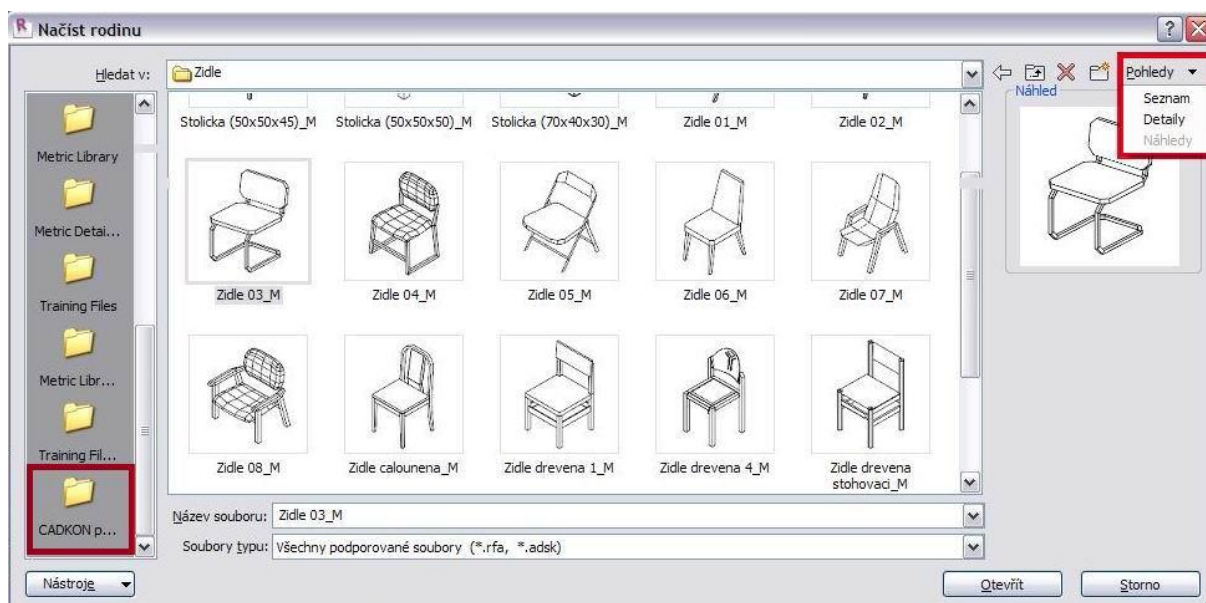 Načíst rodinu
Hledat v:
Zidle
Pohledy
Seznam
Detaily
Náhledy
Náhled
Metric Library
Metric Detai...
Training Files
Metric Libr...
Training Fil...
CADKON p...
Stolicka (50x50x45)_M
Stolicka (50x50x50)_M
Stolicka (70x40x30)_M
Zidle 01_M
Zidle 02_M
Zidle 03_M
Zidle 04_M
Zidle 05_M
Zidle 06_M
Zidle 07_M
Zidle 08_M
Zidle calounena_M
Zidle drevena 1_M
Zidle drevena 4_M
Zidle drevena
stohovaci_M
Název souboru:
Zidle 03_M
Soubory typu:
Všechny podporované soubory (*.rfa, *.adsk)
Nástroje
Otevřít
Storno